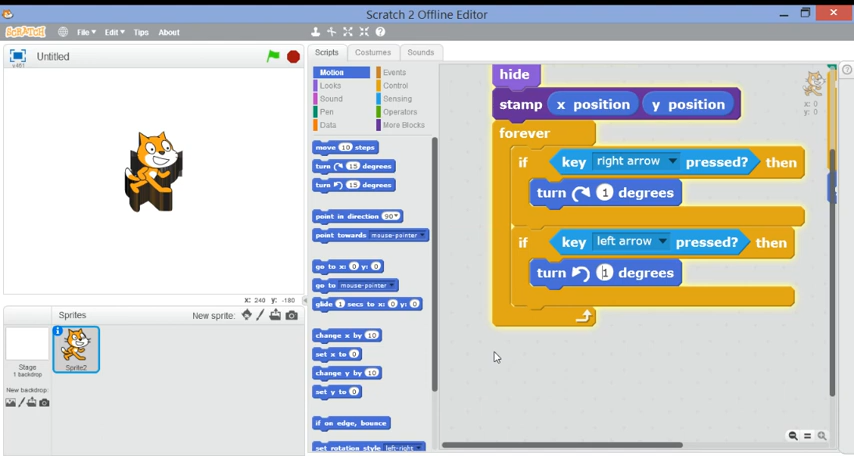 Scratch 2 Offline Editor
SCRATCH File Edit Tips About
v461 Untitled
Scripts Costumes Sounds
Motion Events
Looks Control
Sound Sensing
Pen Operators
Data More Blocks
move 10 steps
turn 15 degrees
turn 15 degrees
point in direction 90
point towards mouse-pointer
go to x: 0 y: 0
go to mouse-pointer
glide 1 secs to x: 0 y: 0
change x by 10
set x to 0
change y by 10
set y to 0
if on edge, bounce
set rotation style left-right
hide
stamp x position y position
forever
if key right arrow pressed? then
turn 1 degrees
if key left arrow pressed? then
turn 1 degrees
x: 0
y: 0
x: 240 y: -180
Sprites New sprite:
Stage
1 backdrop
New backdrop:
Sprite2